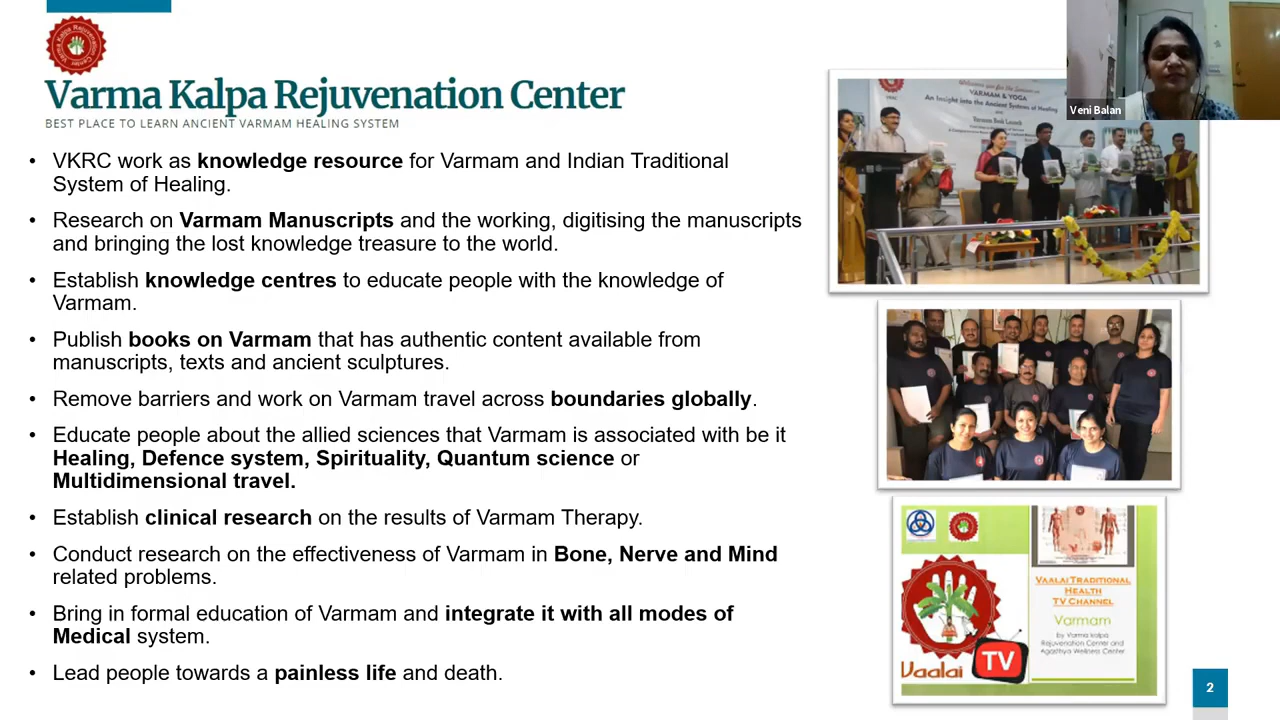 Varma Kalpa Rejuvenation Center
Varma Kalpa Rejuvenation Center
BEST PLACE TO LEARN ANCIENT VARMAM HEALING SYSTEM
• VKRC work as knowledge resource for Varmam and Indian Traditional
System of Healing.
• Research on Varmam Manuscripts and the working, digitising the manuscripts
and bringing the lost knowledge treasure to the world.
• Establish knowledge centres to educate people with the knowledge of
Varmam.
• Publish books on Varmam that has authentic content available from
manuscripts, texts and ancient sculptures.
• Remove barriers and work on Varmam travel across boundaries globally.
• Educate people about the allied sciences that Varmam is associated with be it
Healing, Defence system, Spirituality, Quantum science or
Multidimensional travel.
• Establish clinical research on the results of Varmam Therapy.
• Conduct research on the effectiveness of Varmam in Bone, Nerve and Mind
related problems.
• Bring in formal education of Varmam and integrate it with all modes of
Medical system.
• Lead people towards a painless life and death.
Veni Balan
VARMAM & YOGA
An Insight into the Ancient Systems of Healing
Varmam Book Launch
VAALAI TRADITIONAL
HEALTH
TV CHANNEL
Varmam
by Varma kalpa
Rejuvenation Center and
Agasthya Wellness Center
Vaalai
TV
2